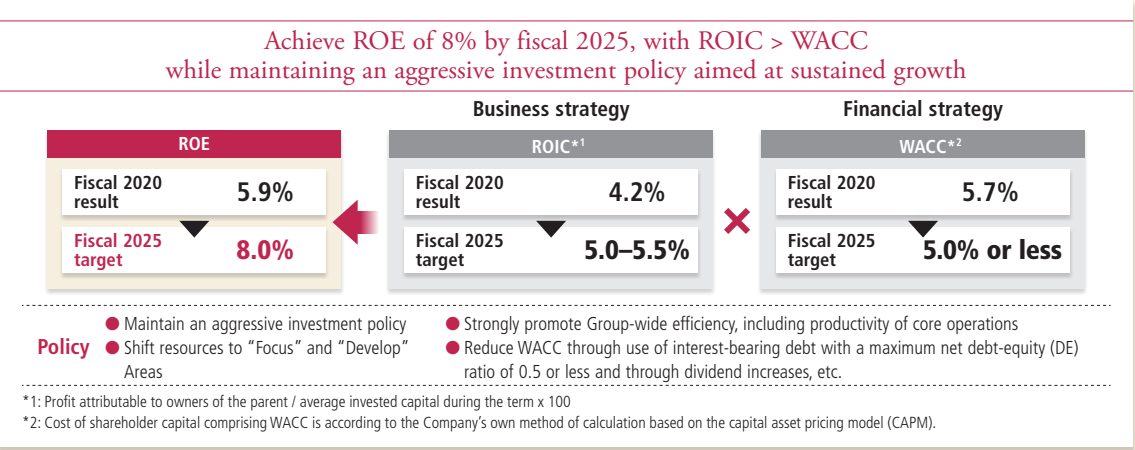 Achieve ROE of 8% by fiscal 2025, with ROIC > WACC
while maintaining an aggressive investment policy aimed at sustained growth
Business strategy
Financial strategy
ROE
Fiscal 2020
result
5.9%
Fiscal 2025
target
8.0%
ROIC*1
Fiscal 2020
result
4.2%
Fiscal 2025
target
5.0–5.5%
×
WACC*2
Fiscal 2020
result
5.7%
Fiscal 2025
target
5.0% or less
Policy
● Maintain an aggressive investment policy
● Shift resources to “Focus” and “Develop”
Areas
● Strongly promote Group-wide efficiency, including productivity of core operations
● Reduce WACC through use of interest-bearing debt with a maximum net debt-equity (DE)
ratio of 0.5 or less and through dividend increases, etc.
*1: Profit attributable to owners of the parent / average invested capital during the term x 100
*2: Cost of shareholder capital comprising WACC is according to the Company’s own method of calculation based on the capital asset pricing model (CAPM).